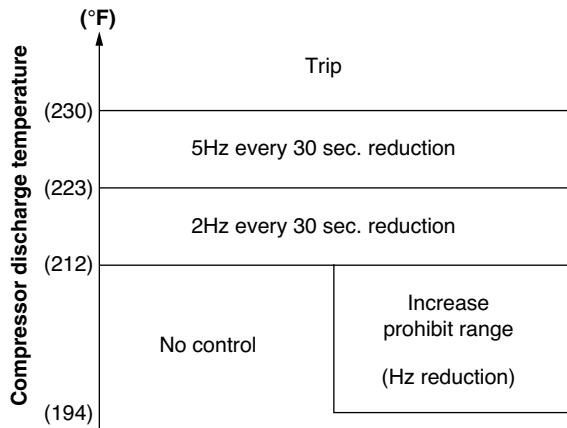 (°F)
Compressor discharge temperature
Trip
(230)
5Hz every 30 sec. reduction
(223)
2Hz every 30 sec. reduction
(212)
No control
Increase
prohibit range
(Hz reduction)
(194)